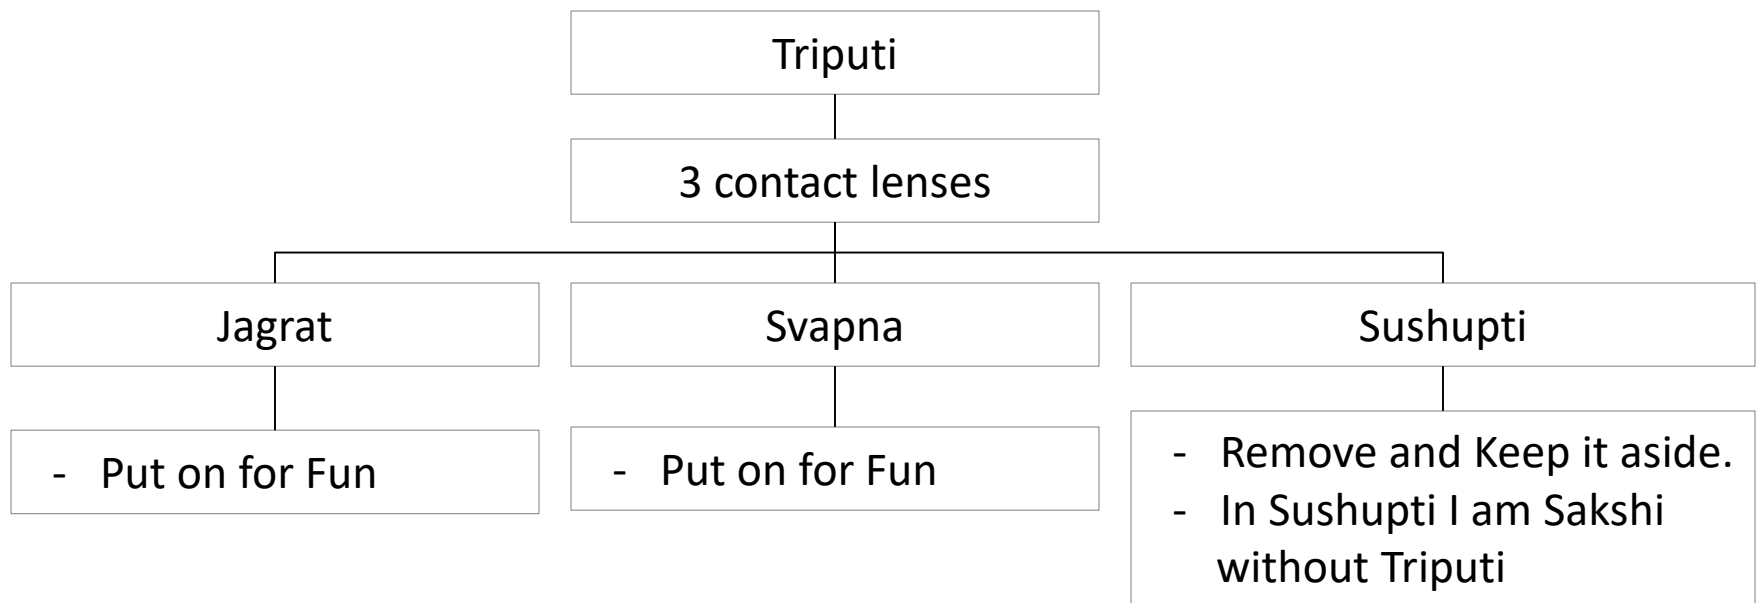 Triputi
3 contact lenses
Jagrat
Svapna
Sushupti
- Put on for Fun
- Put on for Fun
- Remove and Keep it aside.
- In Sushupti I am Sakshi
without Triputi